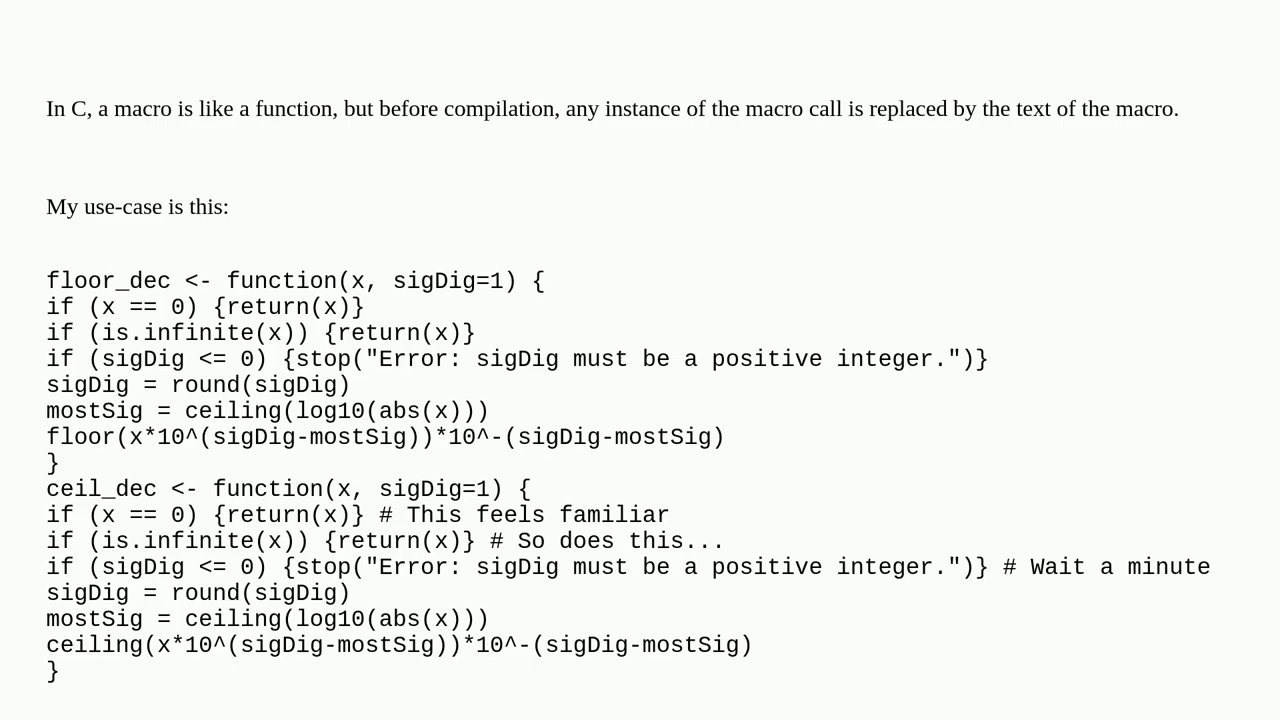 In C, a macro is like a function, but before compilation, any instance of the macro call is replaced by the text of the macro.
My use-case is this:
floor_dec <- function(x, sigDig=1) {
if (x == 0) {return(x)}
if (is.infinite(x)) {return(x)}
if (sigDig <= 0) {stop("Error: sigDig must be a positive integer.")}
sigDig = round(sigDig)
mostSig = ceiling(log10(abs(x)))
floor(x*10^(sigDig-mostSig))*10^-(sigDig-mostSig)
}
ceil_dec <- function(x, sigDig=1) {
if (x == 0) {return(x)} # This feels familiar
if (is.infinite(x)) {return(x)} # So does this...
if (sigDig <= 0) {stop("Error: sigDig must be a positive integer.")} # Wait a minute
sigDig = round(sigDig)
mostSig = ceiling(log10(abs(x)))
ceiling(x*10^(sigDig-mostSig))*10^-(sigDig-mostSig)
}